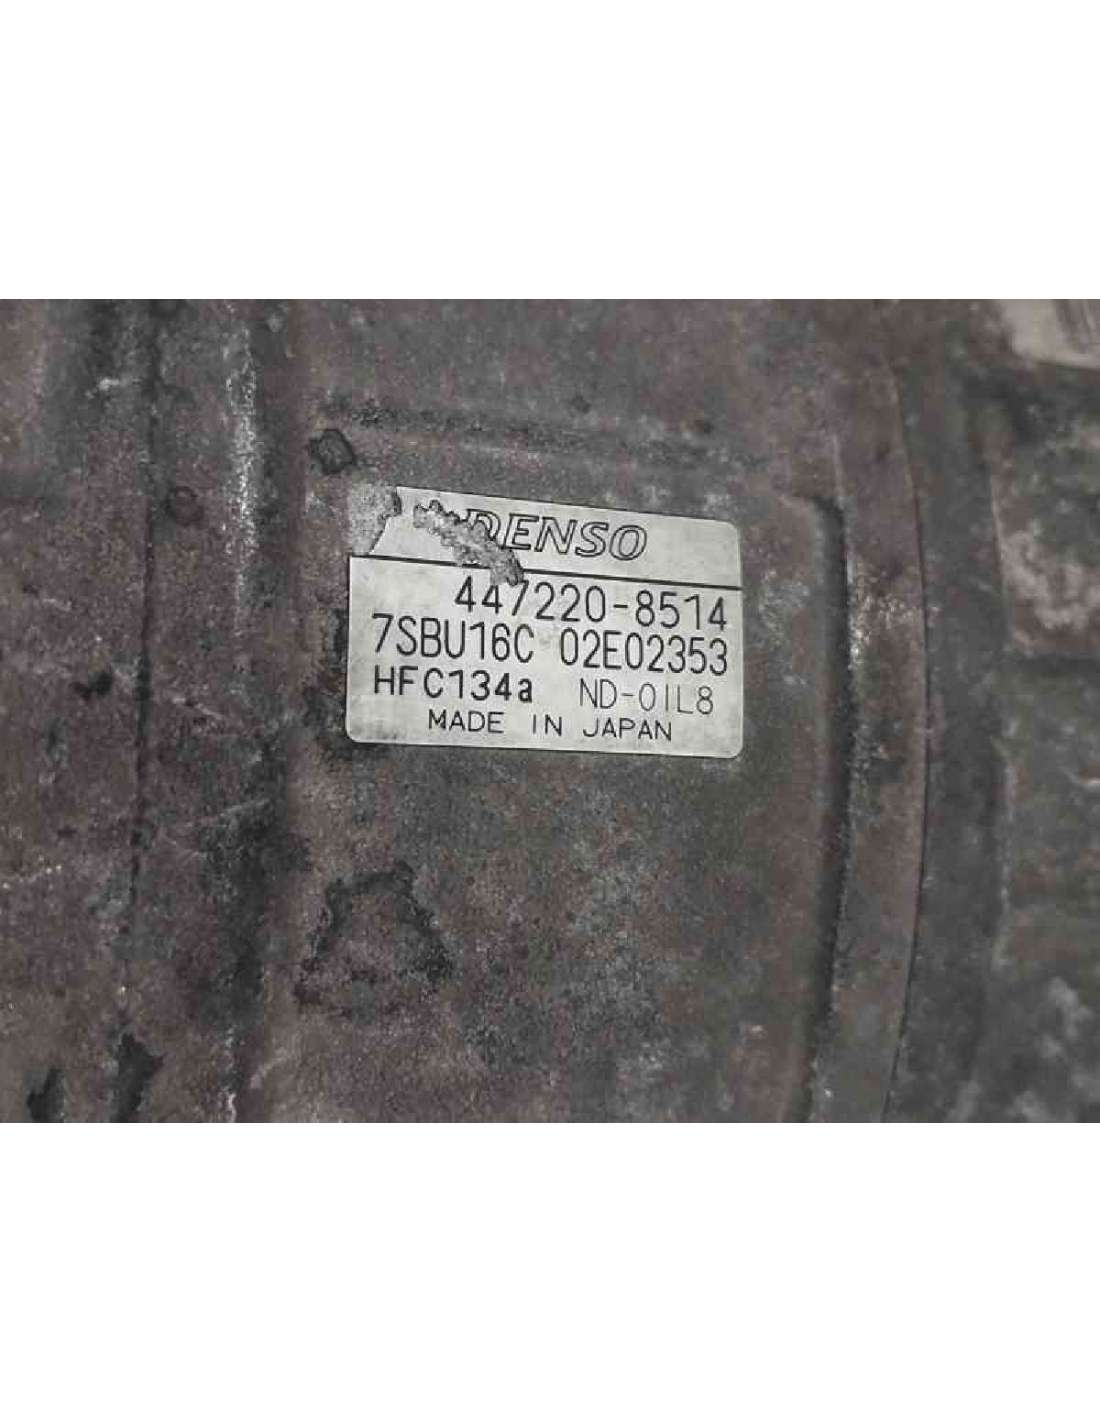 DENSO
447220-8514
7SBU16C 02E02353
HFC134a ND-OIL8
MADE IN JAPAN